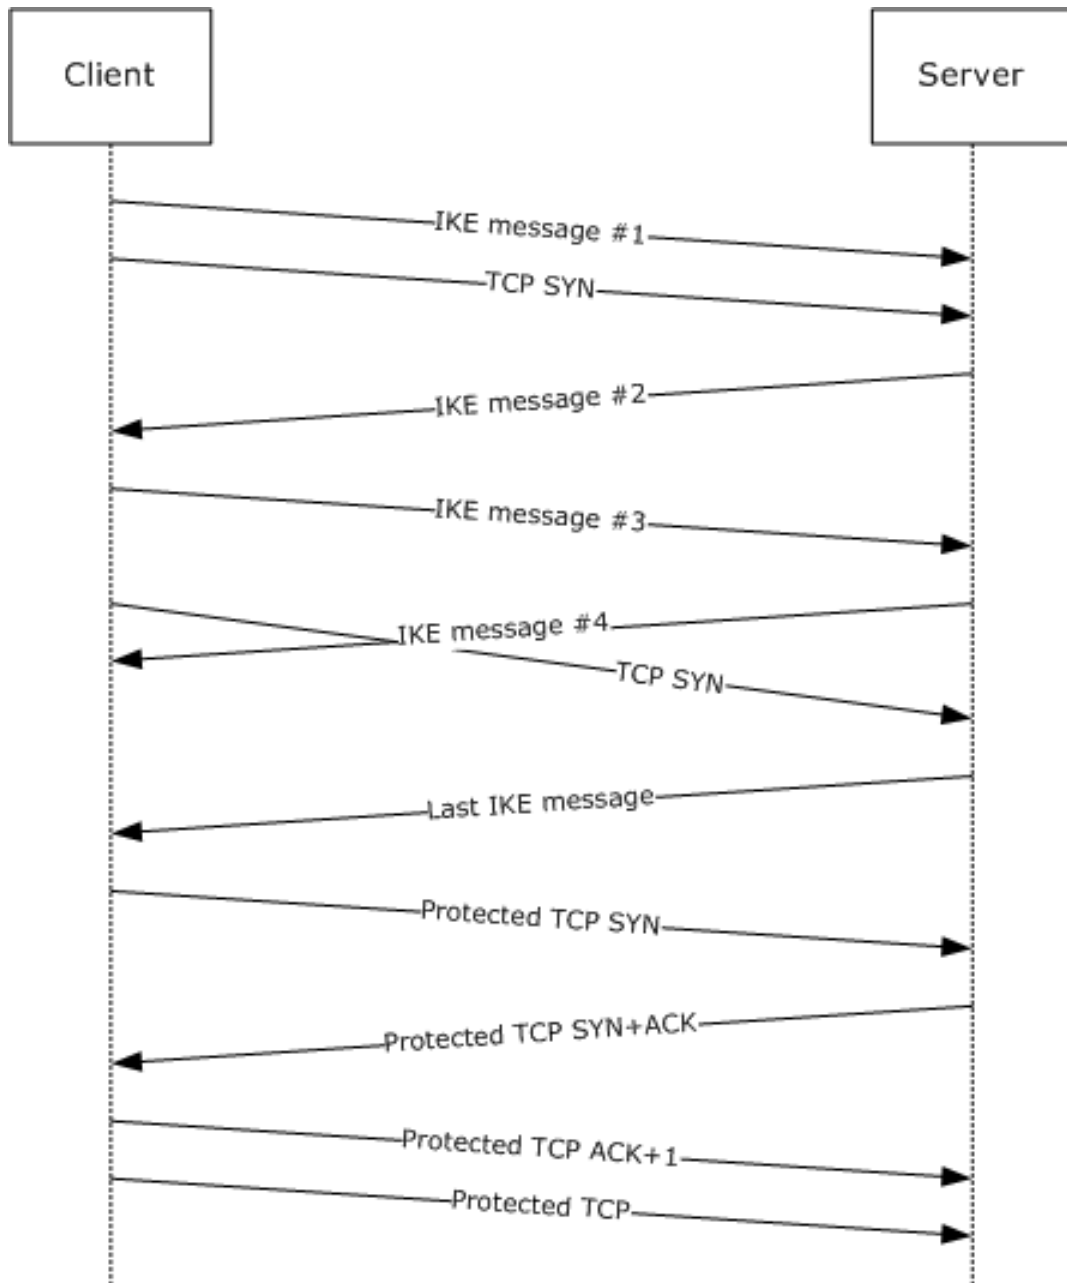 Client
Server
IKE message #1
TCP SYN
IKE message #2
IKE message #3
IKE message #4
TCP SYN
Last IKE message
Protected TCP SYN
Protected TCP SYN+ACK
Protected TCP ACK+1
Protected TCP